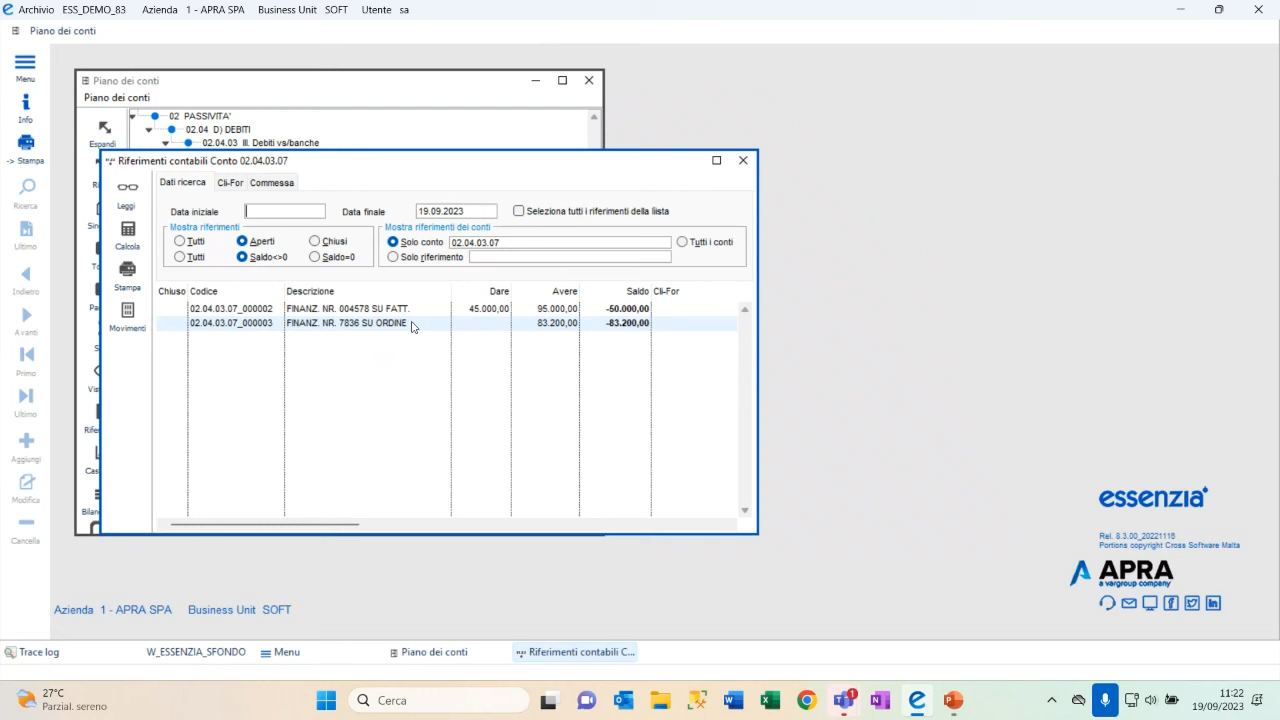 Archivio ESS_DEMO_83 Azienda 1 - APRA SPA Business Unit SOFT Utente sa
Piano dei conti
Menu
Info
-> Stampa
Ricerca
Ultimo
Indietro
Avanti
Primo
Ultimo
Aggiungi
Modifica
Cancella
Piano dei conti
Piano dei conti
Espandi
02 PASSIVITA'
02.04 D) DEBITI
02.04.03 III. Debiti vs/banche
Riferimenti contabili Conto 02.04.03.07
Leggi
Calcola
Stampa
Movimenti
Dati ricerca Cli-For Commessa
Data iniziale Data finale 19.09.2023 Seleziona tutti i riferimenti della lista
Mostra riferimenti Mostra riferimenti dei conti
Tutti Aperti Chiusi Solo conto 02.04.03.07 Tutti i conti
Tutti Saldo<>0 Saldo=0 Solo riferimento
Chiuso Codice Descrizione Dare Avere Saldo Cli-For
02.04.03.07_000002 FINANZ. NR. 004578 SU FATT. 45.000,00 95.000,00 -50.000,00
02.04.03.07_000003 FINANZ. NR. 7836 SU ORDINE 83.200,00 -83.200,00
essenzia
Rel. 8.3.00_20221116
Portions copyright Cross Software Malta
APRA
a vargroup company
Azienda 1 - APRA SPA Business Unit SOFT
Trace log W_ESSENZIA_SFONDO Menu Piano dei conti Riferimenti contabili C...
27°C
Parzial. sereno
Cerca
1
11:22
19/09/2023